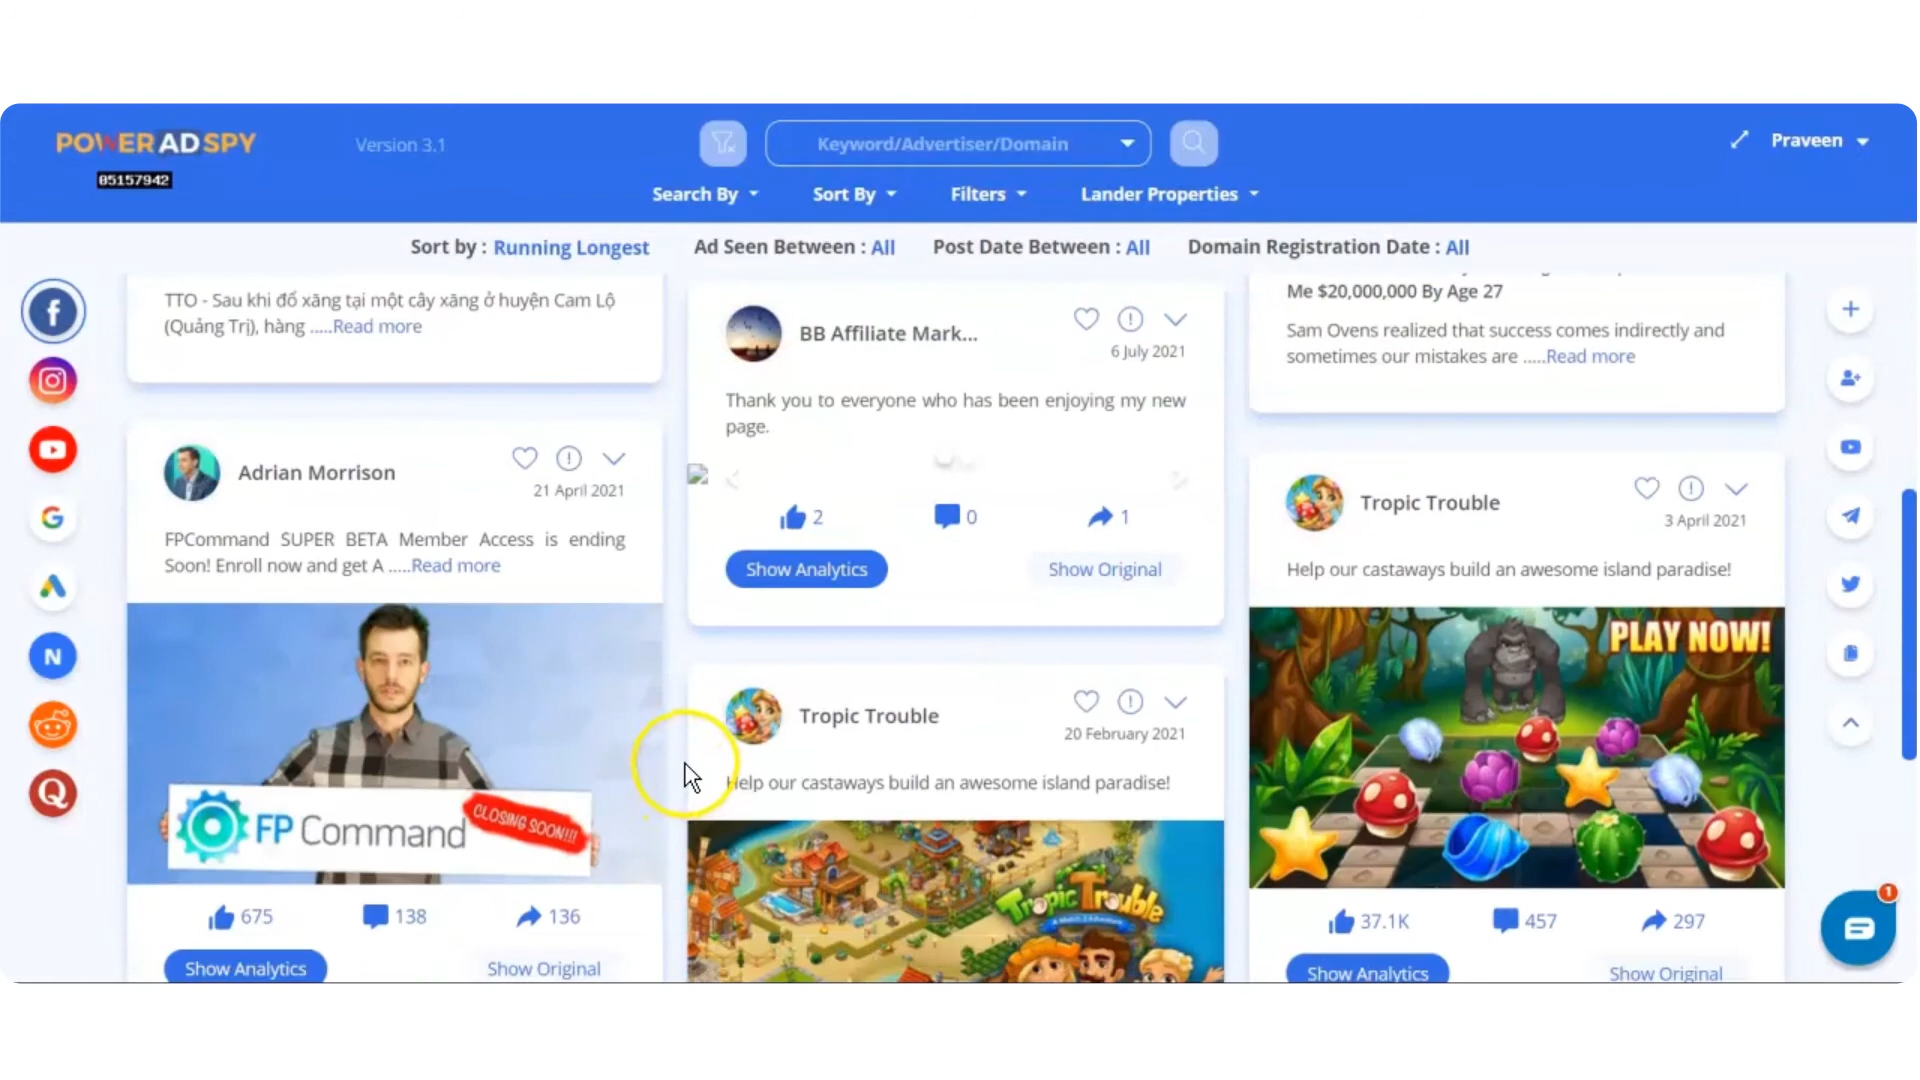 POWERADSPY
05157942
Version 3.1
Keyword/Advertiser/Domain
Praveen
Search By
Sort By
Filters
Lander Properties
Sort by : Running Longest
Ad Seen Between : All
Post Date Between : All
Domain Registration Date : All
TTO - Sau khi đổ xăng tại một cây xăng ở huyện Cam Lộ
(Quảng Trị), hàng .....Read more
Adrian Morrison
21 April 2021
FPCommand SUPER BETA Member Access is ending
Soon! Enroll now and get A .....Read more
FP Command
CLOSING SOON!!!
675
138
136
Show Analytics
Show Original
BB Affiliate Mark...
6 July 2021
Thank you to everyone who has been enjoying my new
page.
2
0
1
Show Analytics
Show Original
Tropic Trouble
20 February 2021
Help our castaways build an awesome island paradise!
Tropic Trouble
Me $20,000,000 By Age 27
Sam Ovens realized that success comes indirectly and
sometimes our mistakes are .....Read more
Tropic Trouble
3 April 2021
Help our castaways build an awesome island paradise!
PLAY NOW!
37.1K
457
297
Show Analytics
Show Original
f
G
N
Q
1